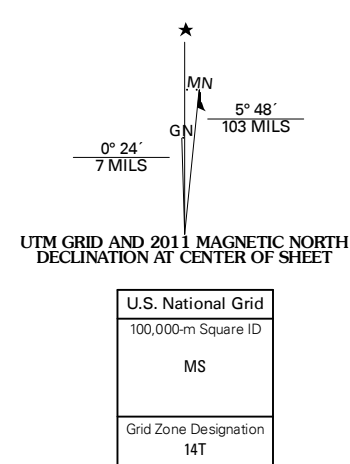 MN
5° 48´
103 MILS
GN
0° 24´
7 MILS
UTM GRID AND 2011 MAGNETIC NORTH
DECLINATION AT CENTER OF SHEET
U.S. National Grid
100,000-m Square ID
MS
Grid Zone Designation
14T